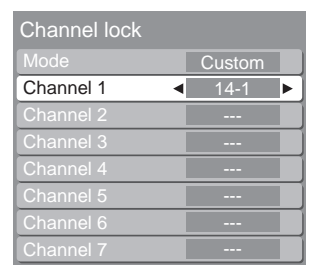 Channel lock
Mode Custom
Channel 1 ◄ 14-1 ►
Channel 2 ---
Channel 3 ---
Channel 4 ---
Channel 5 ---
Channel 6 ---
Channel 7 ---